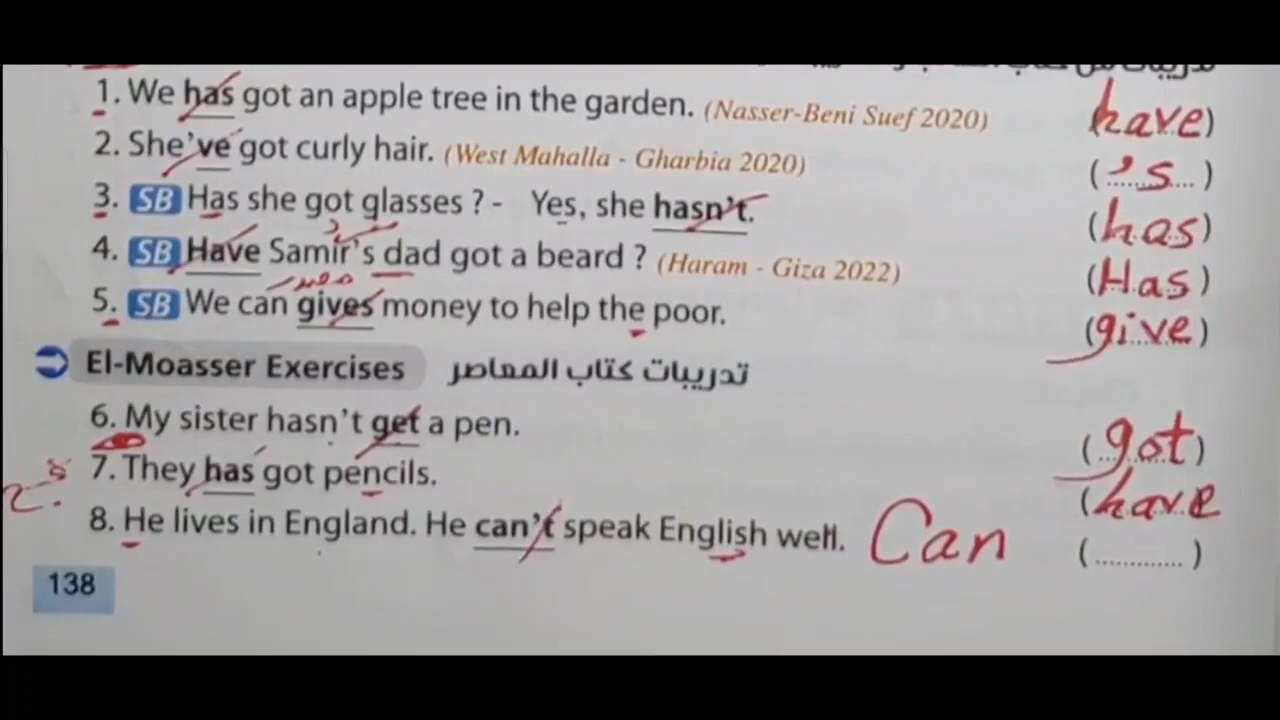 تدريبات من كتاب
1. We has got an apple tree in the garden. (Nasser-Beni Suef 2020) have)
2. She've got curly hair. (West Mahalla - Gharbia 2020) (.'s.)
3. SB Has she got glasses ? - Yes, she hasn't. (has)
4. SB Have Samir's dad got a beard ? (Haram - Giza 2022) (Has)
5. SB We can gives money to help the poor. (give)
El-Moasser Exercises تدريبات كتاب المعاصر
6. My sister hasn't get a pen. (got)
7. They has got pencils. (have
8. He lives in England. He can't speak English well. Can (.............)
138